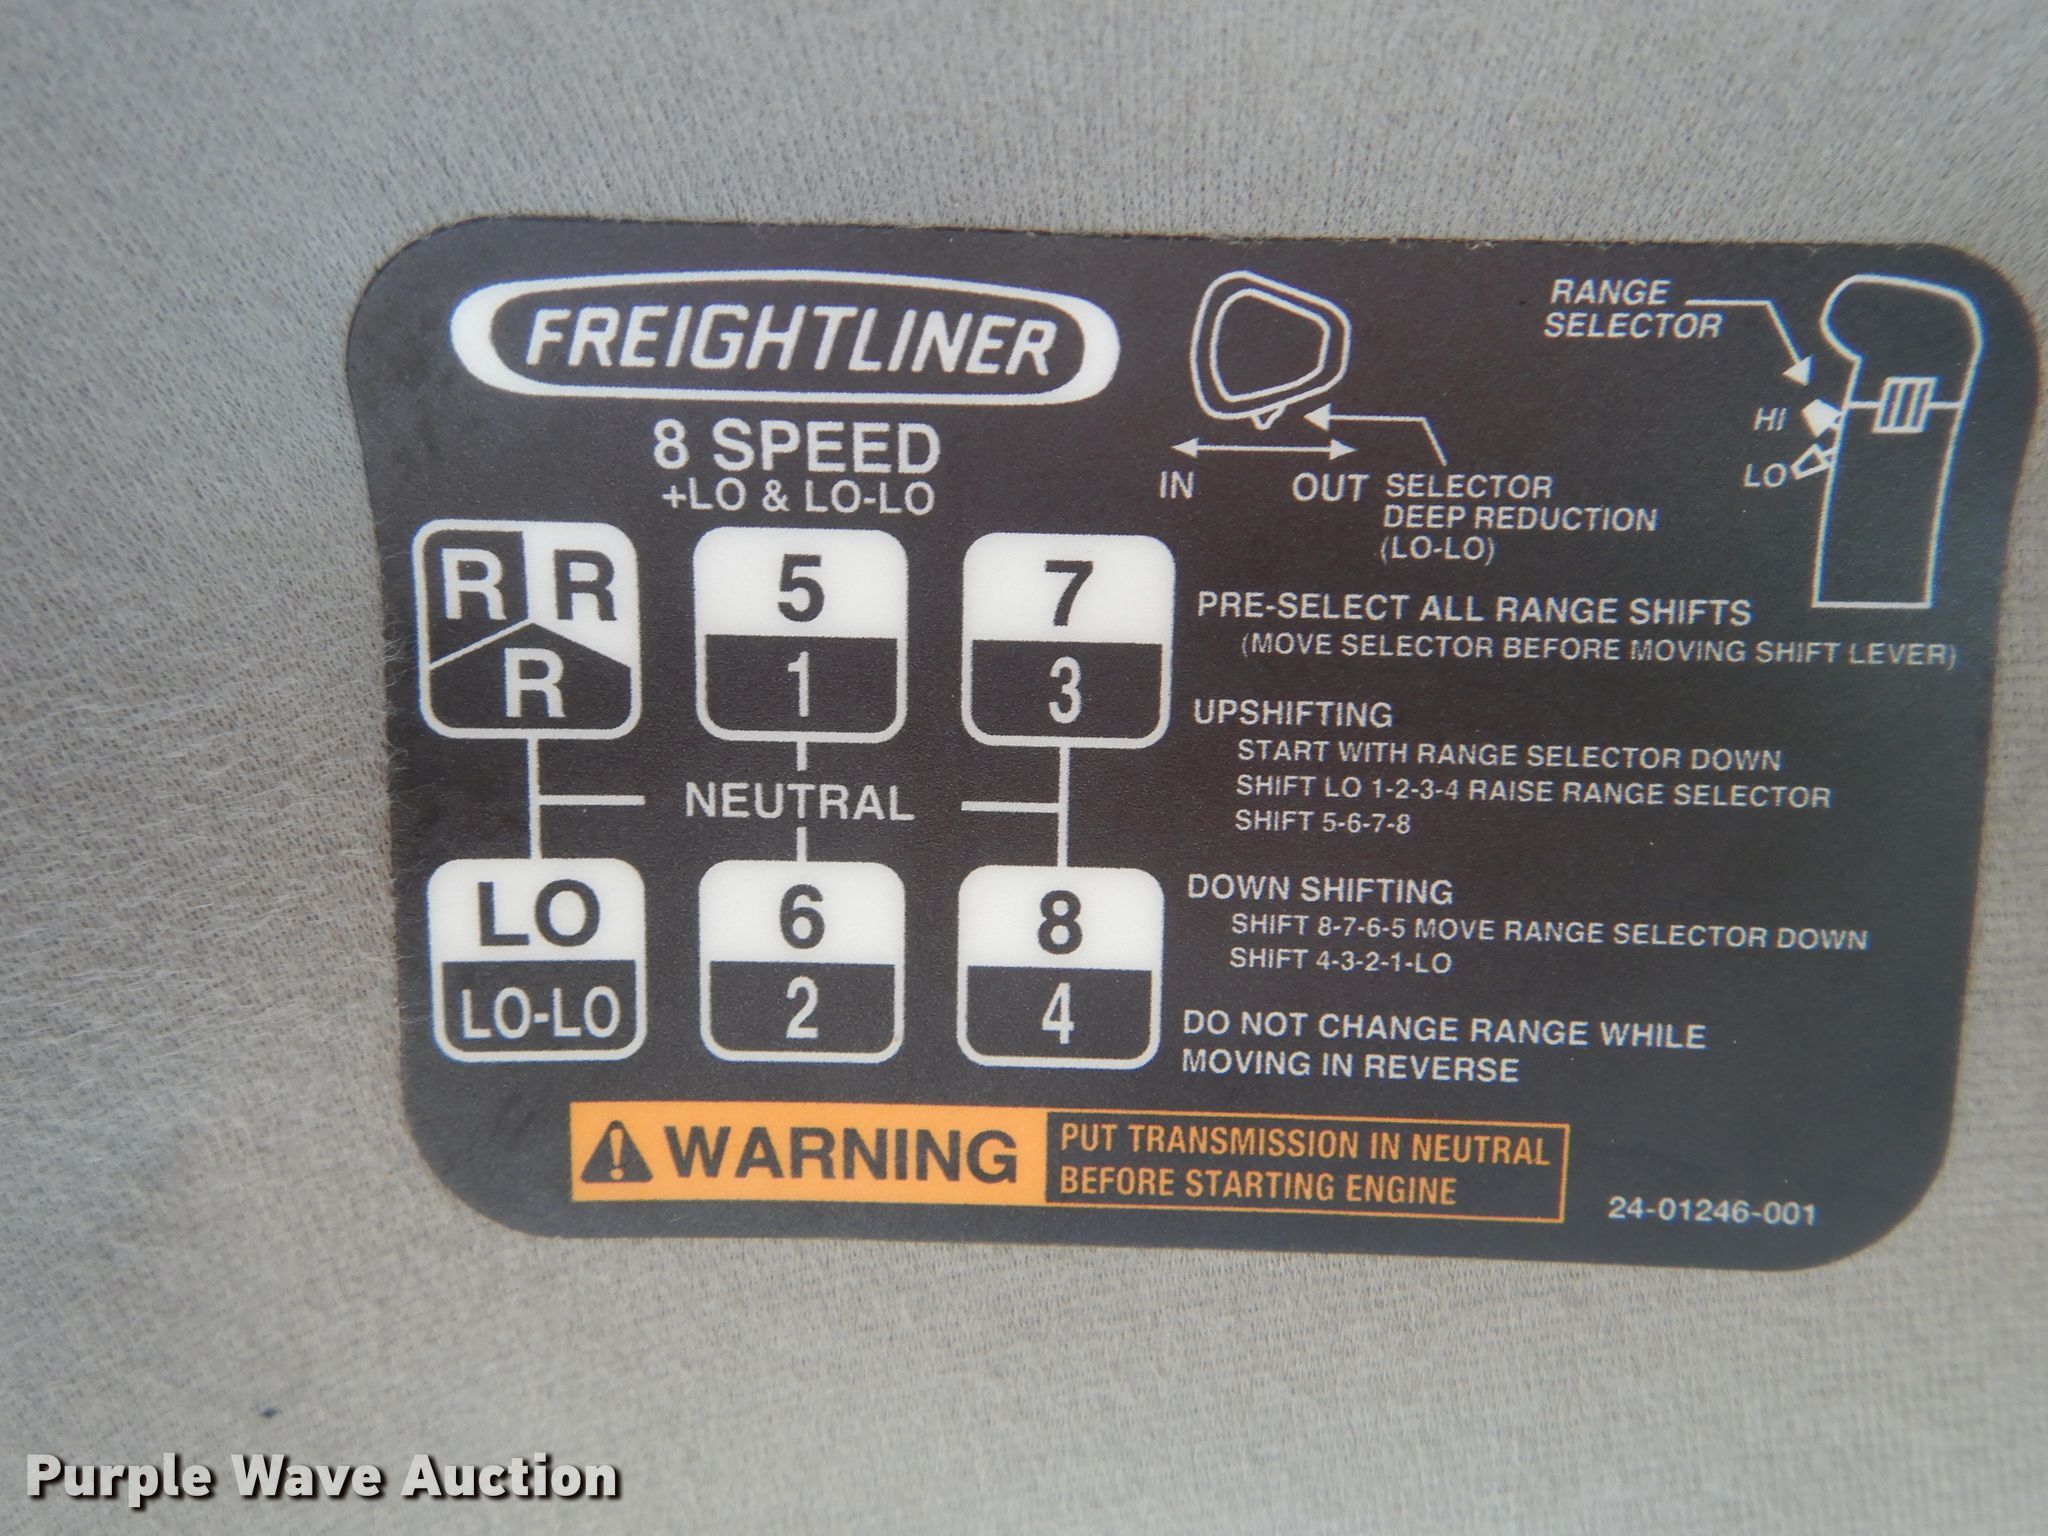 FREIGHTLINER
8 SPEED
+LO & LO-LO
IN
OUT
SELECTOR
DEEP REDUCTION
(LO-LO)
RANGE
SELECTOR
HI
LO
R R
R
5
1
7
3
NEUTRAL
LO
LO-LO
6
2
8
4
PRE-SELECT ALL RANGE SHIFTS
(MOVE SELECTOR BEFORE MOVING SHIFT LEVER)
UPSHIFTING
START WITH RANGE SELECTOR DOWN
SHIFT LO 1-2-3-4 RAISE RANGE SELECTOR
SHIFT 5-6-7-8
DOWN SHIFTING
SHIFT 8-7-6-5 MOVE RANGE SELECTOR DOWN
SHIFT 4-3-2-1-LO
DO NOT CHANGE RANGE WHILE
MOVING IN REVERSE
WARNING
PUT TRANSMISSION IN NEUTRAL
BEFORE STARTING ENGINE
24-01246-001
Purple Wave Auction